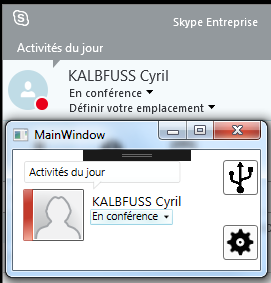 Skype Entreprise
Activités du jour
KALBFUSS Cyril
En conférence
Définir votre emplacement
MainWindow
Activités du jour
KALBFUSS Cyril
En conférence